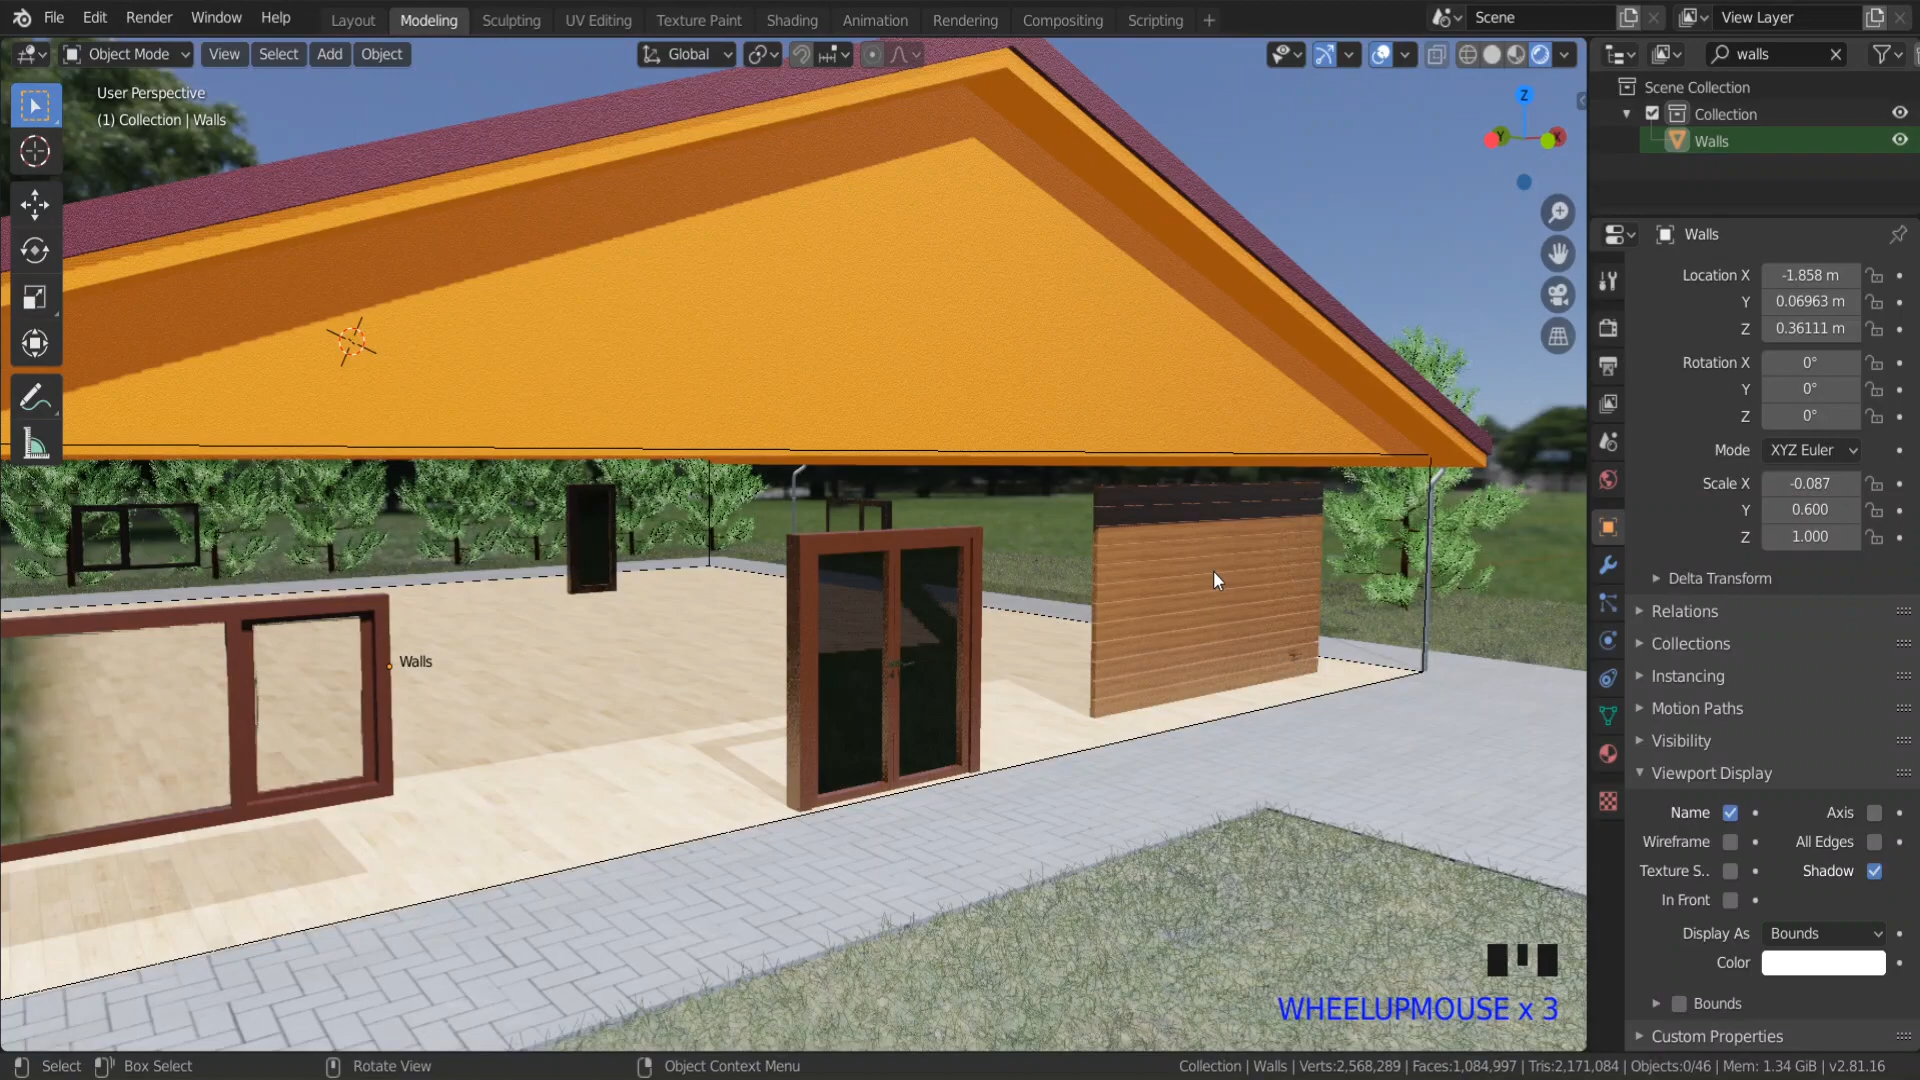 File Edit Render Window Help
Layout Modeling Sculpting UV Editing Texture Paint Shading Animation Rendering Compositing Scripting +
Scene
View Layer
Object Mode View Select Add Object
Global
walls
User Perspective
(1) Collection | Walls
Z
Y
X
Scene Collection
Collection
Walls
Walls
Location X -1.858 m
Y 0.06963 m
Z 0.36111 m
Rotation X 0°
Y 0°
Z 0°
Mode XYZ Euler
Scale X -0.087
Y 0.600
Z 1.000
Delta Transform
Relations
Collections
Instancing
Motion Paths
Visibility
Viewport Display
Name Axis
Wireframe All Edges
Texture S.. Shadow
In Front
Display As Bounds
Color
Bounds
Custom Properties
Walls
WHEELUPMOUSE x 3
Select Box Select Rotate View Object Context Menu
Collection | Walls | Verts:2,568,289 | Faces:1,084,997 | Tris:2,171,084 | Objects:0/46 | Mem: 1.34 GiB | v2.81.16